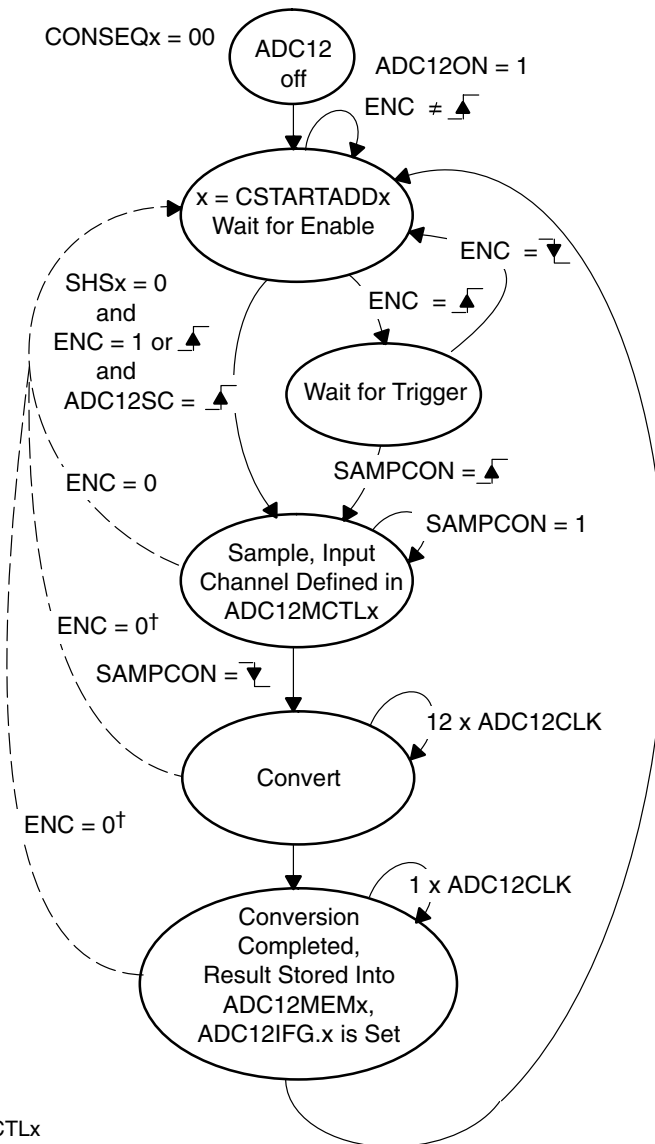 CONSEQx = 00
ADC12
off
ADC12ON = 1
ENC ≠
x = CSTARTADDx
Wait for Enable
ENC =
SHSx = 0
and
ENC = 1 or
and
ADC12SC =
ENC =
Wait for Trigger
SAMPCON =
ENC = 0
SAMPCON = 1
Sample, Input
Channel Defined in
ADC12MCTLx
ENC = 0†
SAMPCON =
12 x ADC12CLK
Convert
ENC = 0†
1 x ADC12CLK
Conversion
Completed,
Result Stored Into
ADC12MEMx,
ADC12IFG.x is Set